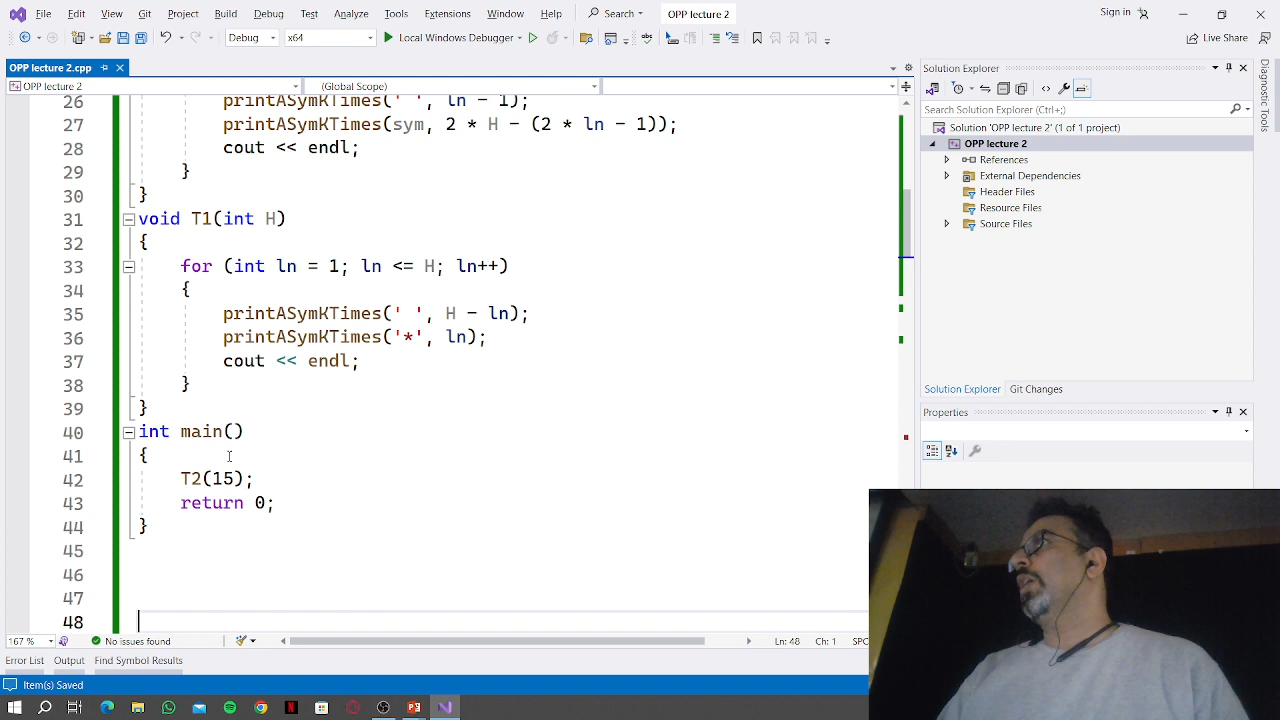 File Edit View Git Project Build Debug Test Analyze Tools Extensions Window Help Search OPP lecture 2 Sign in
Debug x64 Local Windows Debugger Live Share
OPP lecture 2.cpp
OPP lecture 2 (Global Scope)
26 printASymKTimes(' ', ln - 1);
27 printASymKTimes(sym, 2 * H - (2 * ln - 1));
28 cout << endl;
29 }
30 }
31 void T1(int H)
32 {
33 for (int ln = 1; ln <= H; ln++)
34 {
35 printASymKTimes(' ', H - ln);
36 printASymKTimes('*', ln);
37 cout << endl;
38 }
39 }
40 int main()
41 {
42 T2(15);
43 return 0;
44 }
45
46
47
48
167 % No issues found Ln: 48 Ch: 1 SPC
Error List Output Find Symbol Results
Item(s) Saved
Solution Explorer
Search Solution Explorer (Ctrl+;)
Solution 'OPP lecture 2' (1 of 1 project)
OPP lecture 2
References
External Dependencies
Header Files
Resource Files
Source Files
Solution Explorer Git Changes
Properties
Diagnostic Tools